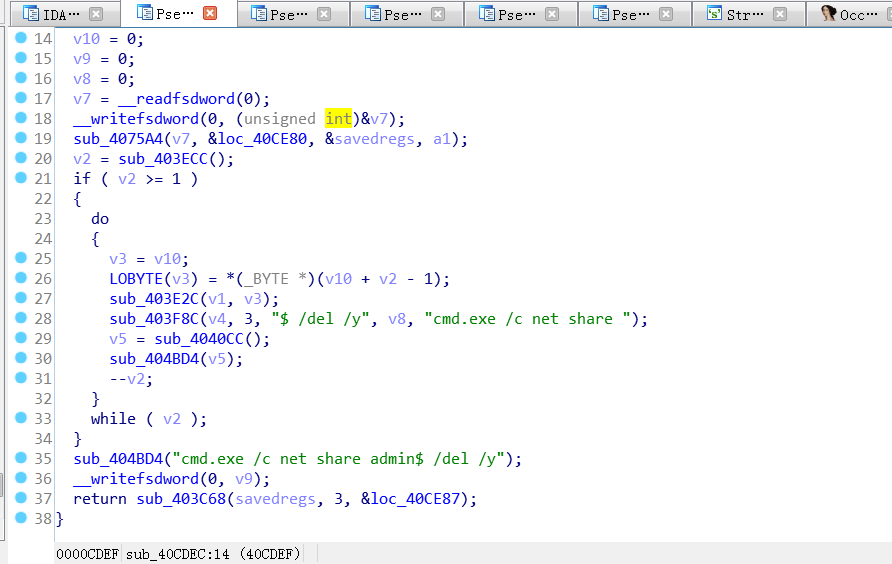 IDA… Pse… Pse… Pse… Pse… Pse… Str… Occ…
14 v10 = 0;
15 v9 = 0;
16 v8 = 0;
17 v7 = __readfsdword(0);
18 __writefsdword(0, (unsigned int)&v7);
19 sub_4075A4(v7, &loc_40CE80, &savedregs, a1);
20 v2 = sub_403ECC();
21 if ( v2 >= 1 )
22 {
23 do
24 {
25 v3 = v10;
26 LOBYTE(v3) = *(_BYTE *)(v10 + v2 - 1);
27 sub_403E2C(v1, v3);
28 sub_403F8C(v4, 3, "$ /del /y", v8, "cmd.exe /c net share ");
29 v5 = sub_4040CC();
30 sub_404BD4(v5);
31 --v2;
32 }
33 while ( v2 );
34 }
35 sub_404BD4("cmd.exe /c net share admin$ /del /y");
36 __writefsdword(0, v9);
37 return sub_403C68(savedregs, 3, &loc_40CE87);
38 }
0000CDEF sub_40CDEC:14 (40CDEF)